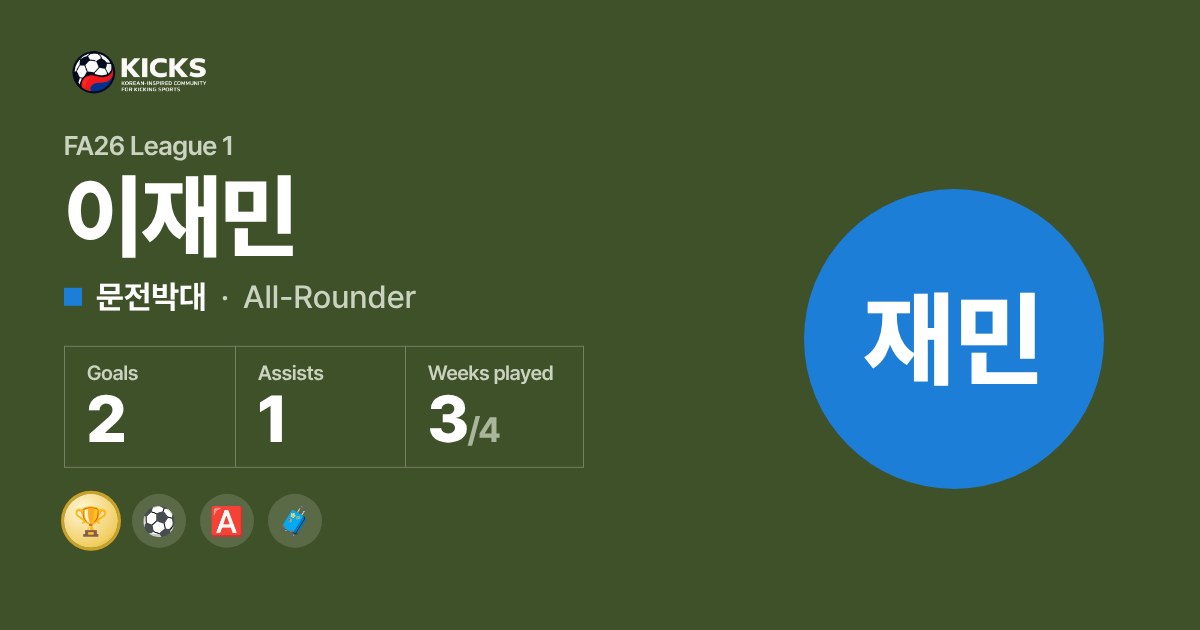 KICKS
KOREAN-INSPIRED COMMUNITY
FOR KICKING SPORTS
FA26 League 1
이재민
문전박대 · All-Rounder
Goals
2
Assists
1
Weeks played
3/4
A
재민